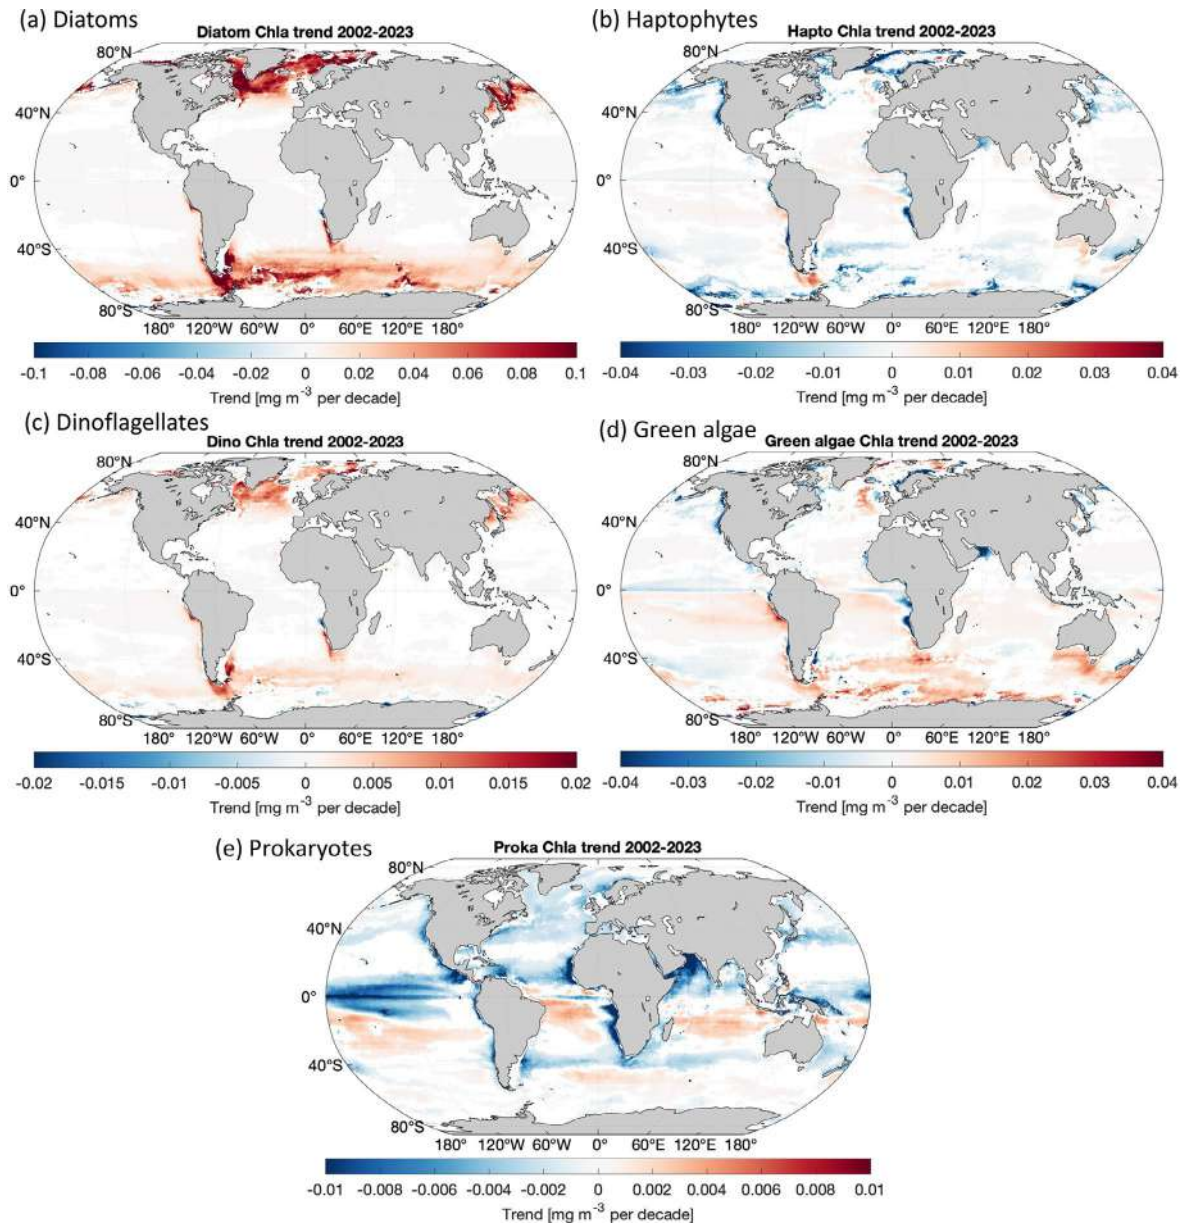 (a) Diatoms
Diatom Chla trend 2002-2023
80°N
40°N
0°
40°S
80°S
180° 120°W 60°W 0° 60°E 120°E 180°
-0.1 -0.08 -0.06 -0.04 -0.02 0 0.02 0.04 0.06 0.08 0.1
Trend [mg m⁻³ per decade]
(b) Haptophytes
Hapto Chla trend 2002-2023
80°N
40°N
0°
40°S
80°S
180° 120°W 60°W 0° 60°E 120°E 180°
-0.04 -0.03 -0.02 -0.01 0 0.01 0.02 0.03 0.04
Trend [mg m⁻³ per decade]
(c) Dinoflagellates
Dino Chla trend 2002-2023
80°N
40°N
0°
40°S
80°S
180° 120°W 60°W 0° 60°E 120°E 180°
-0.02 -0.015 -0.01 -0.005 0 0.005 0.01 0.015 0.02
Trend [mg m⁻³ per decade]
(d) Green algae
Green algae Chla trend 2002-2023
80°N
40°N
0°
40°S
80°S
180° 120°W 60°W 0° 60°E 120°E 180°
-0.04 -0.03 -0.02 -0.01 0 0.01 0.02 0.03 0.04
Trend [mg m⁻³ per decade]
(e) Prokaryotes
Proka Chla trend 2002-2023
80°N
40°N
0°
40°S
80°S
180° 120°W 60°W 0° 60°E 120°E 180°
-0.01 -0.008 -0.006 -0.004 -0.002 0 0.002 0.004 0.006 0.008 0.01
Trend [mg m⁻³ per decade]